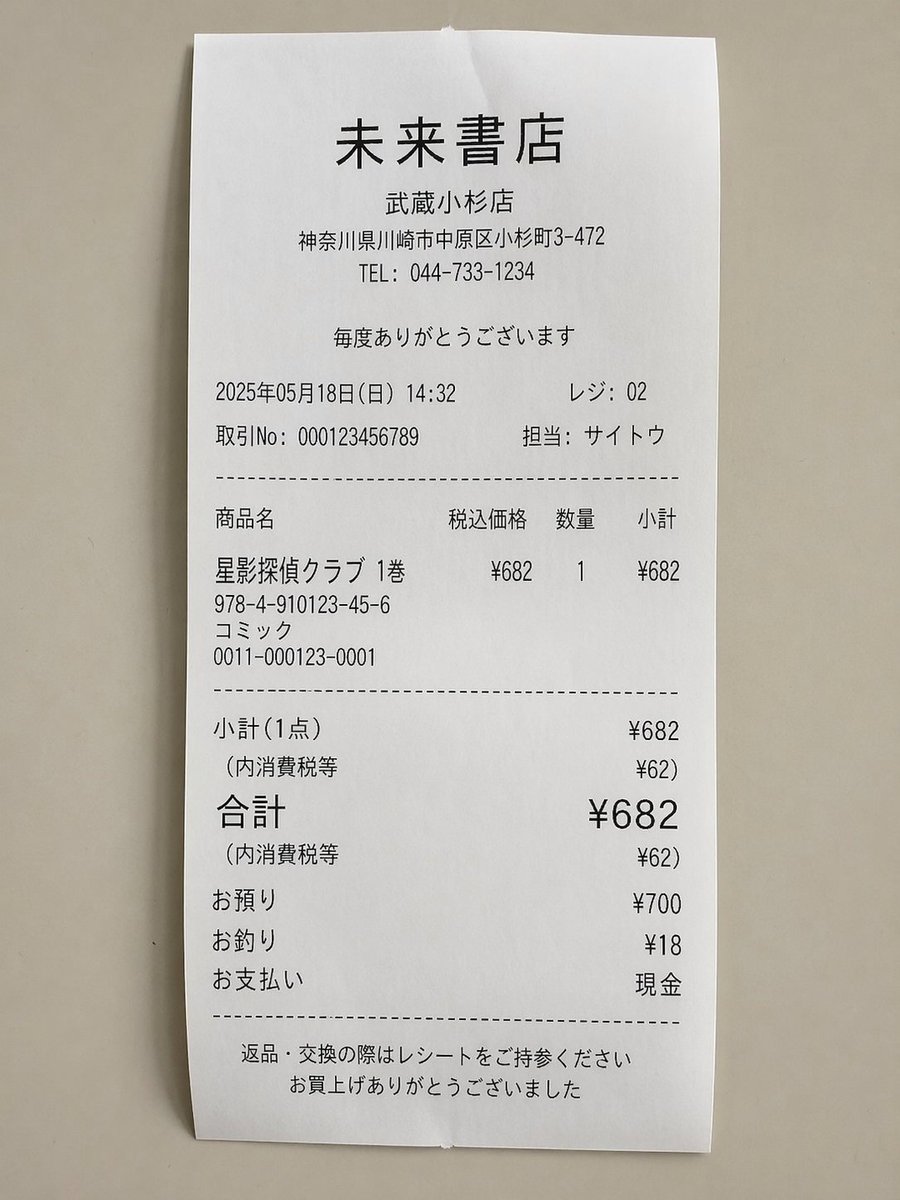 未来書店
武蔵小杉店
神奈川県川崎市中原区小杉町3-472
TEL: 044-733-1234
毎度ありがとうございます
2025年05月18日(日) 14:32 レジ: 02
取引No: 000123456789 担当: サイトウ
商品名 税込価格 数量 小計
星影探偵クラブ 1巻 ¥682 1 ¥682
978-4-910123-45-6
コミック
0011-000123-0001
小計(1点) ¥682
(内消費税等 ¥62)
合計 ¥682
(内消費税等 ¥62)
お預り ¥700
お釣り ¥18
お支払い 現金
返品・交換の際はレシートをご持参ください
お買上げありがとうございました